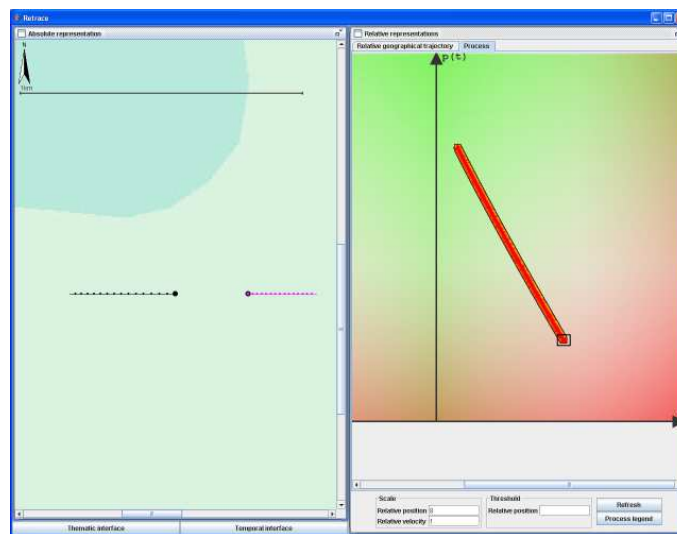 Retrace
Absolute representation
N
1km
Thematic interface
Temporal interface
Relative representations
Relative geographical trajectory
Process
p(t)
Scale
Relative position
Relative velocity
Threshold
Relative position
Refresh
Process legend